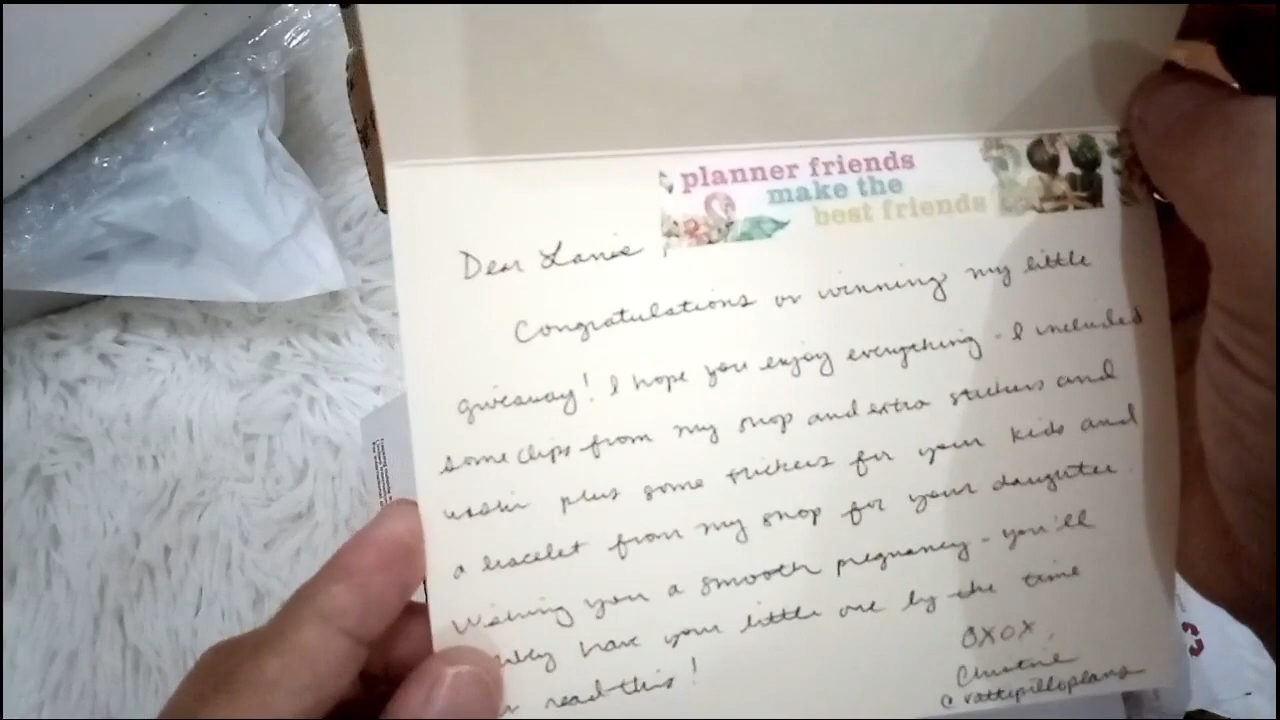 planner friends
make the
best friends
Dear Lanie
Congratulations on winning my little
giveaway! I hope you enjoy everything - I included
some clips from my shop and extra stickers and
washi plus some stickers for your kids and
a bracelet from my shop for your daughter
Wishing you a smooth pregnancy - you'll
have your little one by the time
read this!
OXOX,
Christine